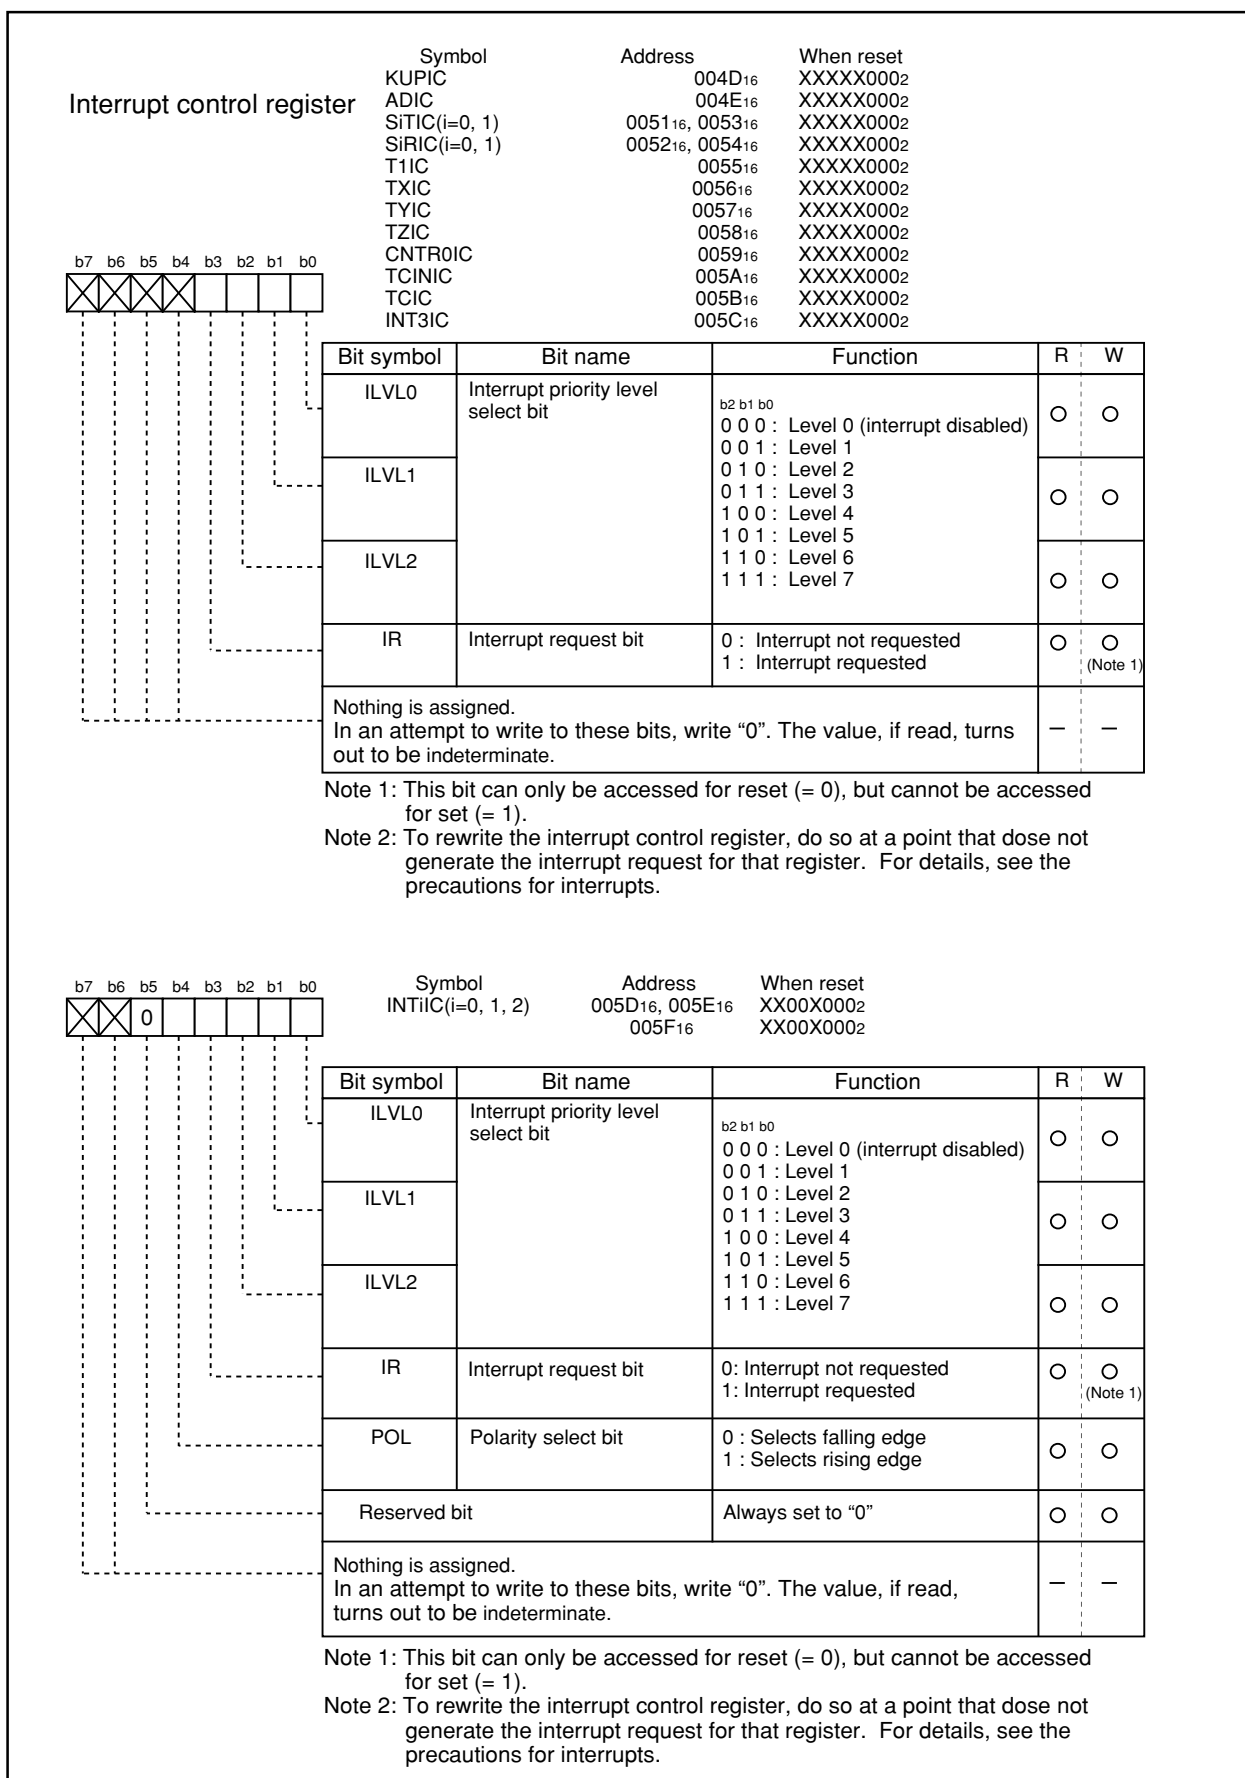 Symbol Address When reset
Interrupt control register
KUPIC 004D16 XXXXX0002
ADIC 004E16 XXXXX0002
SiTIC(i=0, 1) 005116, 005316 XXXXX0002
SiRIC(i=0, 1) 005216, 005416 XXXXX0002
T1IC 005516 XXXXX0002
TXIC 005616 XXXXX0002
TYIC 005716 XXXXX0002
TZIC 005816 XXXXX0002
CNTR0IC 005916 XXXXX0002
TCINIC 005A16 XXXXX0002
TCIC 005B16 XXXXX0002
INT3IC 005C16 XXXXX0002
b7 b6 b5 b4 b3 b2 b1 b0
Bit symbol Bit name Function R W
ILVL0 Interrupt priority level
select bit
b2 b1 b0
0 0 0 : Level 0 (interrupt disabled)
0 0 1 : Level 1
0 1 0 : Level 2
ILVL1
0 1 1 : Level 3
1 0 0 : Level 4
1 0 1 : Level 5
1 1 0 : Level 6
ILVL2
1 1 1 : Level 7
IR Interrupt request bit 0 : Interrupt not requested
1 : Interrupt requested
(Note 1)
Nothing is assigned.
In an attempt to write to these bits, write “0”. The value, if read, turns
out to be indeterminate.
– –
Note 1: This bit can only be accessed for reset (= 0), but cannot be accessed
for set (= 1).
Note 2: To rewrite the interrupt control register, do so at a point that dose not
generate the interrupt request for that register. For details, see the
precautions for interrupts.
Symbol Address When reset
INTiIC(i=0, 1, 2) 005D16, 005E16 XX00X0002
005F16 XX00X0002
b7 b6 b5 b4 b3 b2 b1 b0
0
Bit symbol Bit name Function R W
ILVL0 Interrupt priority level
select bit
b2 b1 b0
0 0 0 : Level 0 (interrupt disabled)
0 0 1 : Level 1
0 1 0 : Level 2
ILVL1
0 1 1 : Level 3
1 0 0 : Level 4
1 0 1 : Level 5
1 1 0 : Level 6
ILVL2
1 1 1 : Level 7
IR Interrupt request bit 0: Interrupt not requested
1: Interrupt requested
(Note 1)
POL Polarity select bit 0 : Selects falling edge
1 : Selects rising edge
Reserved bit Always set to “0”
Nothing is assigned.
In an attempt to write to these bits, write “0”. The value, if read,
turns out to be indeterminate.
– –
Note 1: This bit can only be accessed for reset (= 0), but cannot be accessed
for set (= 1).
Note 2: To rewrite the interrupt control register, do so at a point that dose not
generate the interrupt request for that register. For details, see the
precautions for interrupts.